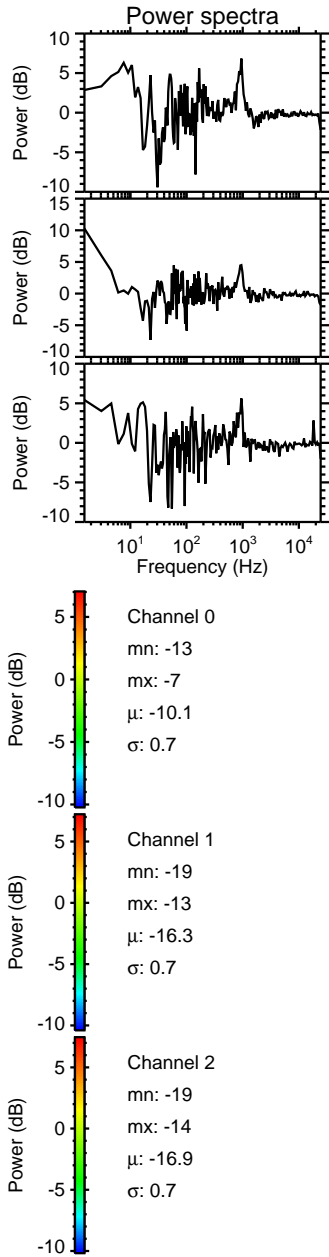 Power spectra
10
5
0
-5
-10
Power (dB)
15
10
5
0
-5
-10
Power (dB)
10
5
0
-5
-10
Power (dB)
10¹ 10² 10³ 10⁴
Frequency (Hz)
5
0
-5
-10
Power (dB)
Channel 0
mn: -13
mx: -7
μ: -10.1
σ: 0.7
5
0
-5
-10
Power (dB)
Channel 1
mn: -19
mx: -13
μ: -16.3
σ: 0.7
5
0
-5
-10
Power (dB)
Channel 2
mn: -19
mx: -14
μ: -16.9
σ: 0.7